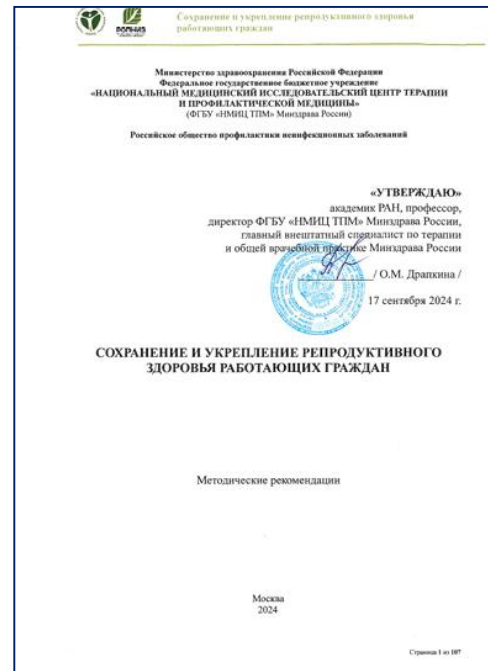 Сохранение и укрепление репродуктивного здоровья
работающих граждан
РОПНИЗ
Министерство здравоохранения Российской Федерации
Федеральное государственное бюджетное учреждение
«НАЦИОНАЛЬНЫЙ МЕДИЦИНСКИЙ ИССЛЕДОВАТЕЛЬСКИЙ ЦЕНТР ТЕРАПИИ
И ПРОФИЛАКТИЧЕСКОЙ МЕДИЦИНЫ»
(ФГБУ «НМИЦ ТПМ» Минздрава России)
Российское общество профилактики неинфекционных заболеваний
«УТВЕРЖДАЮ»
академик РАН, профессор,
директор ФГБУ «НМИЦ ТПМ» Минздрава России,
главный внештатный специалист по терапии
и общей врачебной практике Минздрава России
/ О.М. Драпкина /
17 сентября 2024 г.
СОХРАНЕНИЕ И УКРЕПЛЕНИЕ РЕПРОДУКТИВНОГО
ЗДОРОВЬЯ РАБОТАЮЩИХ ГРАЖДАН
Методические рекомендации
Москва
2024
Страница 1 из 107